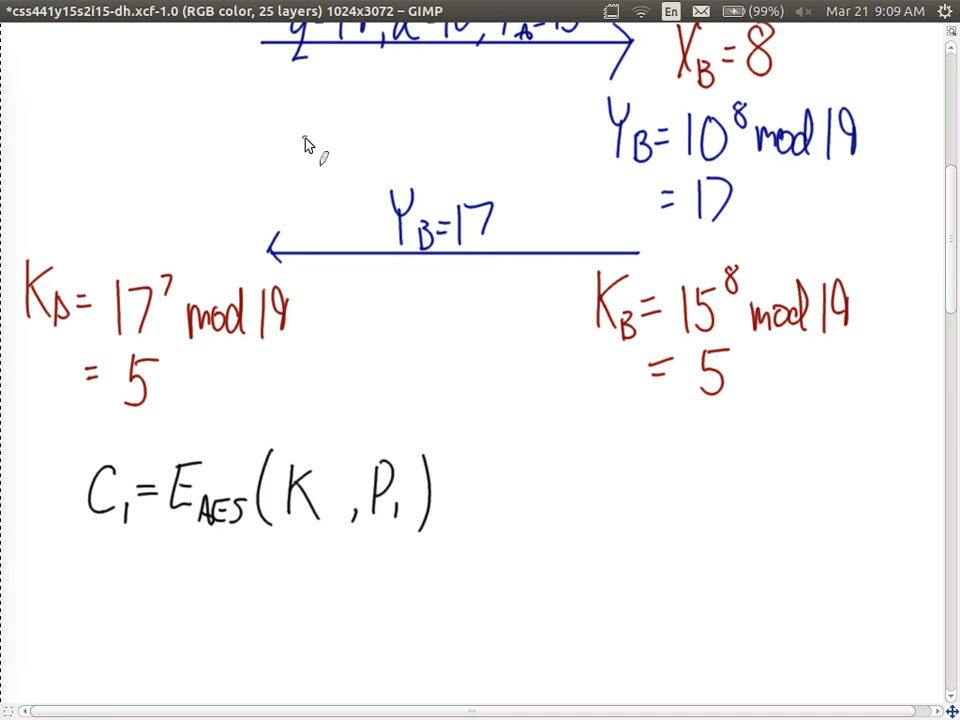 *css441y15s2i15-dh.xcf-1.0 (RGB color, 25 layers) 1024x3072 – GIMP
En
(99%)
Mar 21 9:09 AM
X_B = 8
Y_B = 10^8 mod 19
= 17
Y_B = 17
K_A = 17^7 mod 19
= 5
K_B = 15^8 mod 19
= 5
C_1 = E_AES (K , P_1)